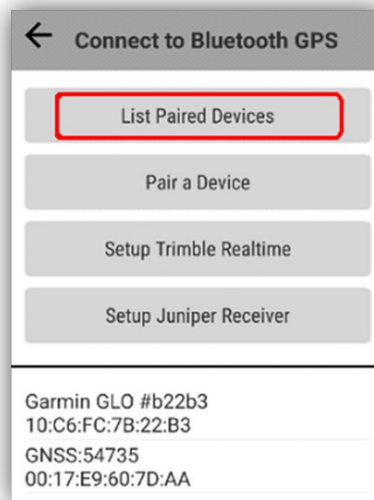 Connect to Bluetooth GPS
List Paired Devices
Pair a Device
Setup Trimble Realtime
Setup Juniper Receiver
Garmin GLO #b22b3
10:C6:FC:7B:22:B3
GNSS:54735
00:17:E9:60:7D:AA